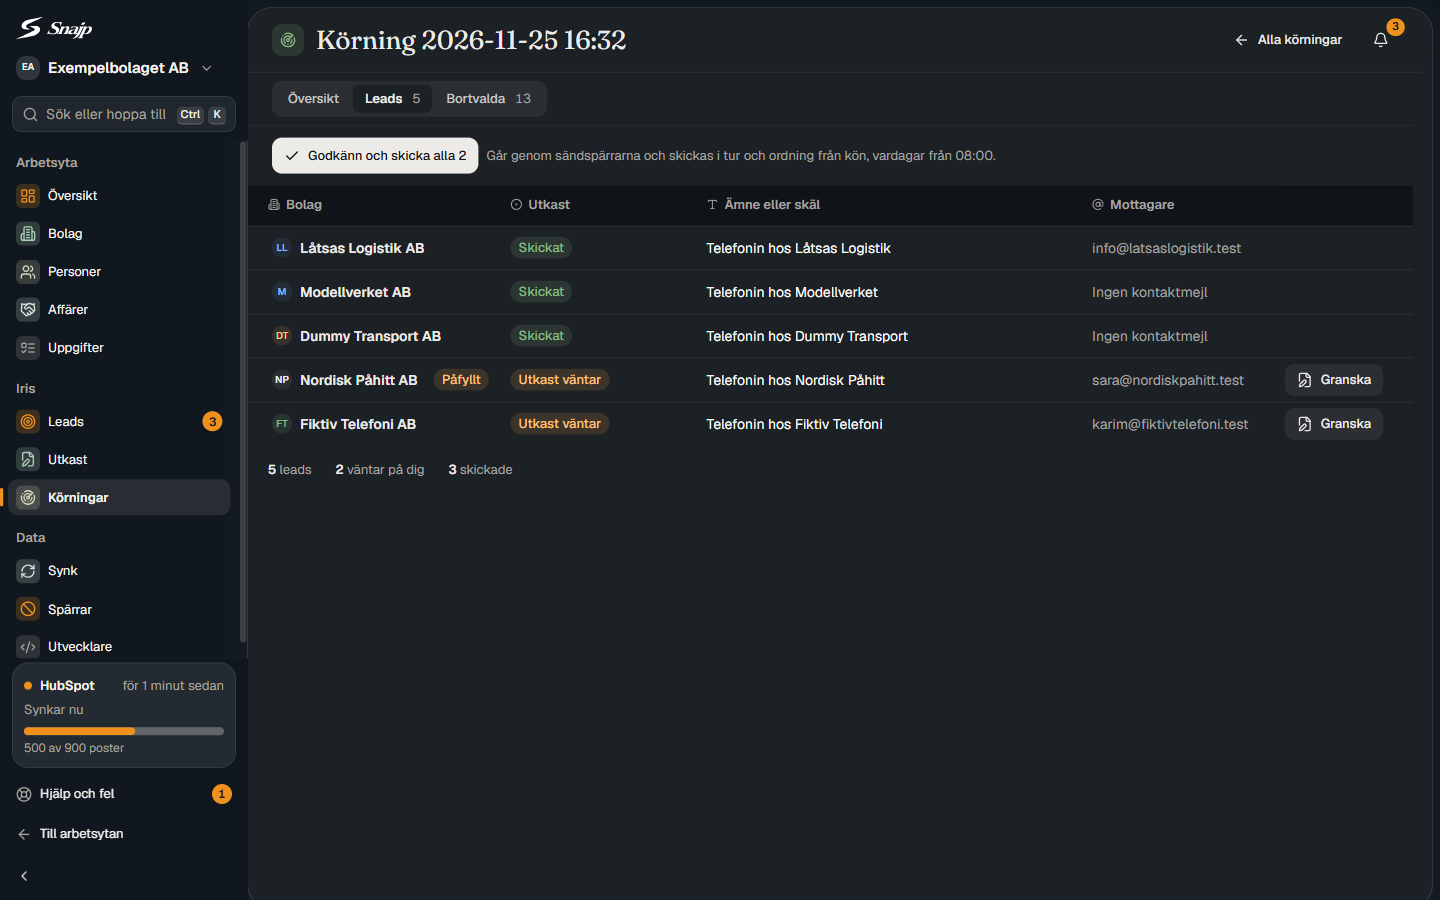 Snajp
EA Exempelbolaget AB
Sök eller hoppa till Ctrl K
Arbetsyta
Översikt
Bolag
Personer
Affärer
Uppgifter
Iris
Leads 3
Utkast
Körningar
Data
Synk
Spärrar
Utvecklare
HubSpot för 1 minut sedan
Synkar nu
500 av 900 poster
Hjälp och fel 1
Till arbetsytan
Körning 2026-11-25 16:32
Alla körningar 3
Översikt Leads 5 Bortvalda 13
Godkänn och skicka alla 2 Går genom sändspärrarna och skickas i tur och ordning från kön, vardagar från 08:00.
Bolag Utkast Ämne eller skäl Mottagare
LL Låtsas Logistik AB Skickat Telefonin hos Låtsas Logistik info@latsaslogistik.test
M Modellverket AB Skickat Telefonin hos Modellverket Ingen kontaktmejl
DT Dummy Transport AB Skickat Telefonin hos Dummy Transport Ingen kontaktmejl
NP Nordisk Påhitt AB Påfyllt Utkast väntar Telefonin hos Nordisk Påhitt sara@nordiskpahitt.test Granska
FT Fiktiv Telefoni AB Utkast väntar Telefonin hos Fiktiv Telefoni karim@fiktivtelefoni.test Granska
5 leads 2 väntar på dig 3 skickade